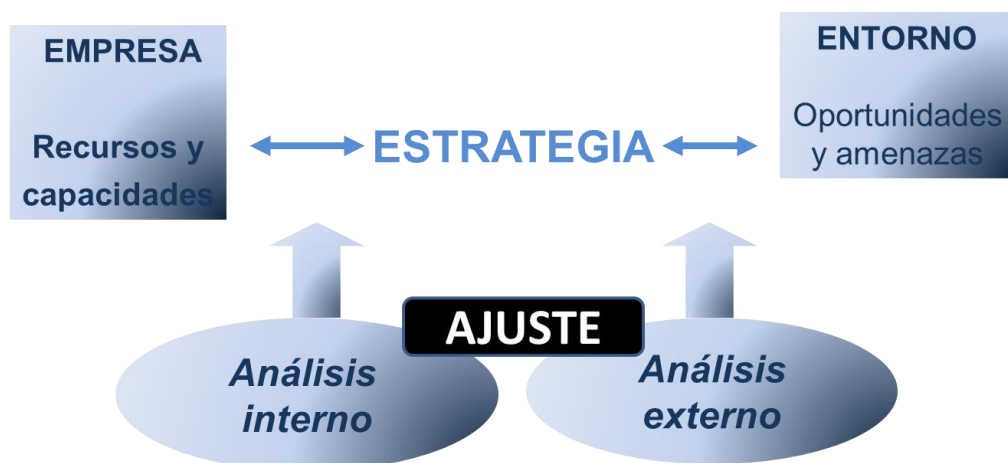 EMPRESA
Recursos y
capacidades
ESTRATEGIA
ENTORNO
Oportunidades
y amenazas
AJUSTE
Análisis
interno
Análisis
externo